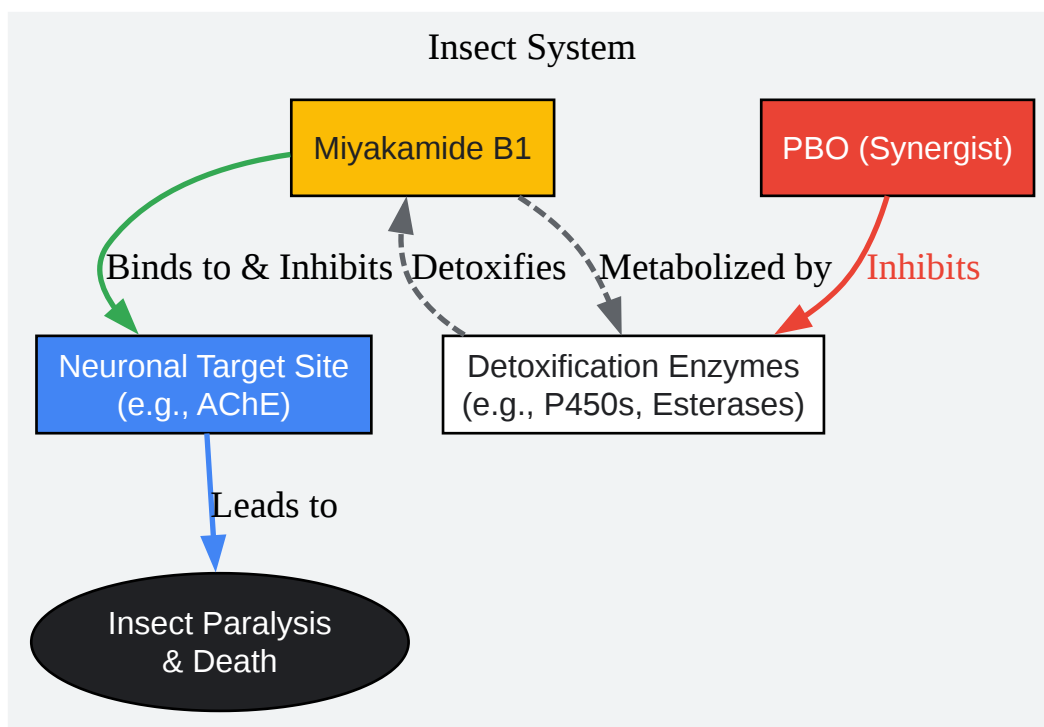 Insect System
Miyakamide B1
PBO (Synergist)
Binds to & Inhibits
Detoxifies
Metabolized by
Inhibits
Neuronal Target Site
(e.g., AChE)
Detoxification Enzymes
(e.g., P450s, Esterases)
Leads to
Insect Paralysis
& Death